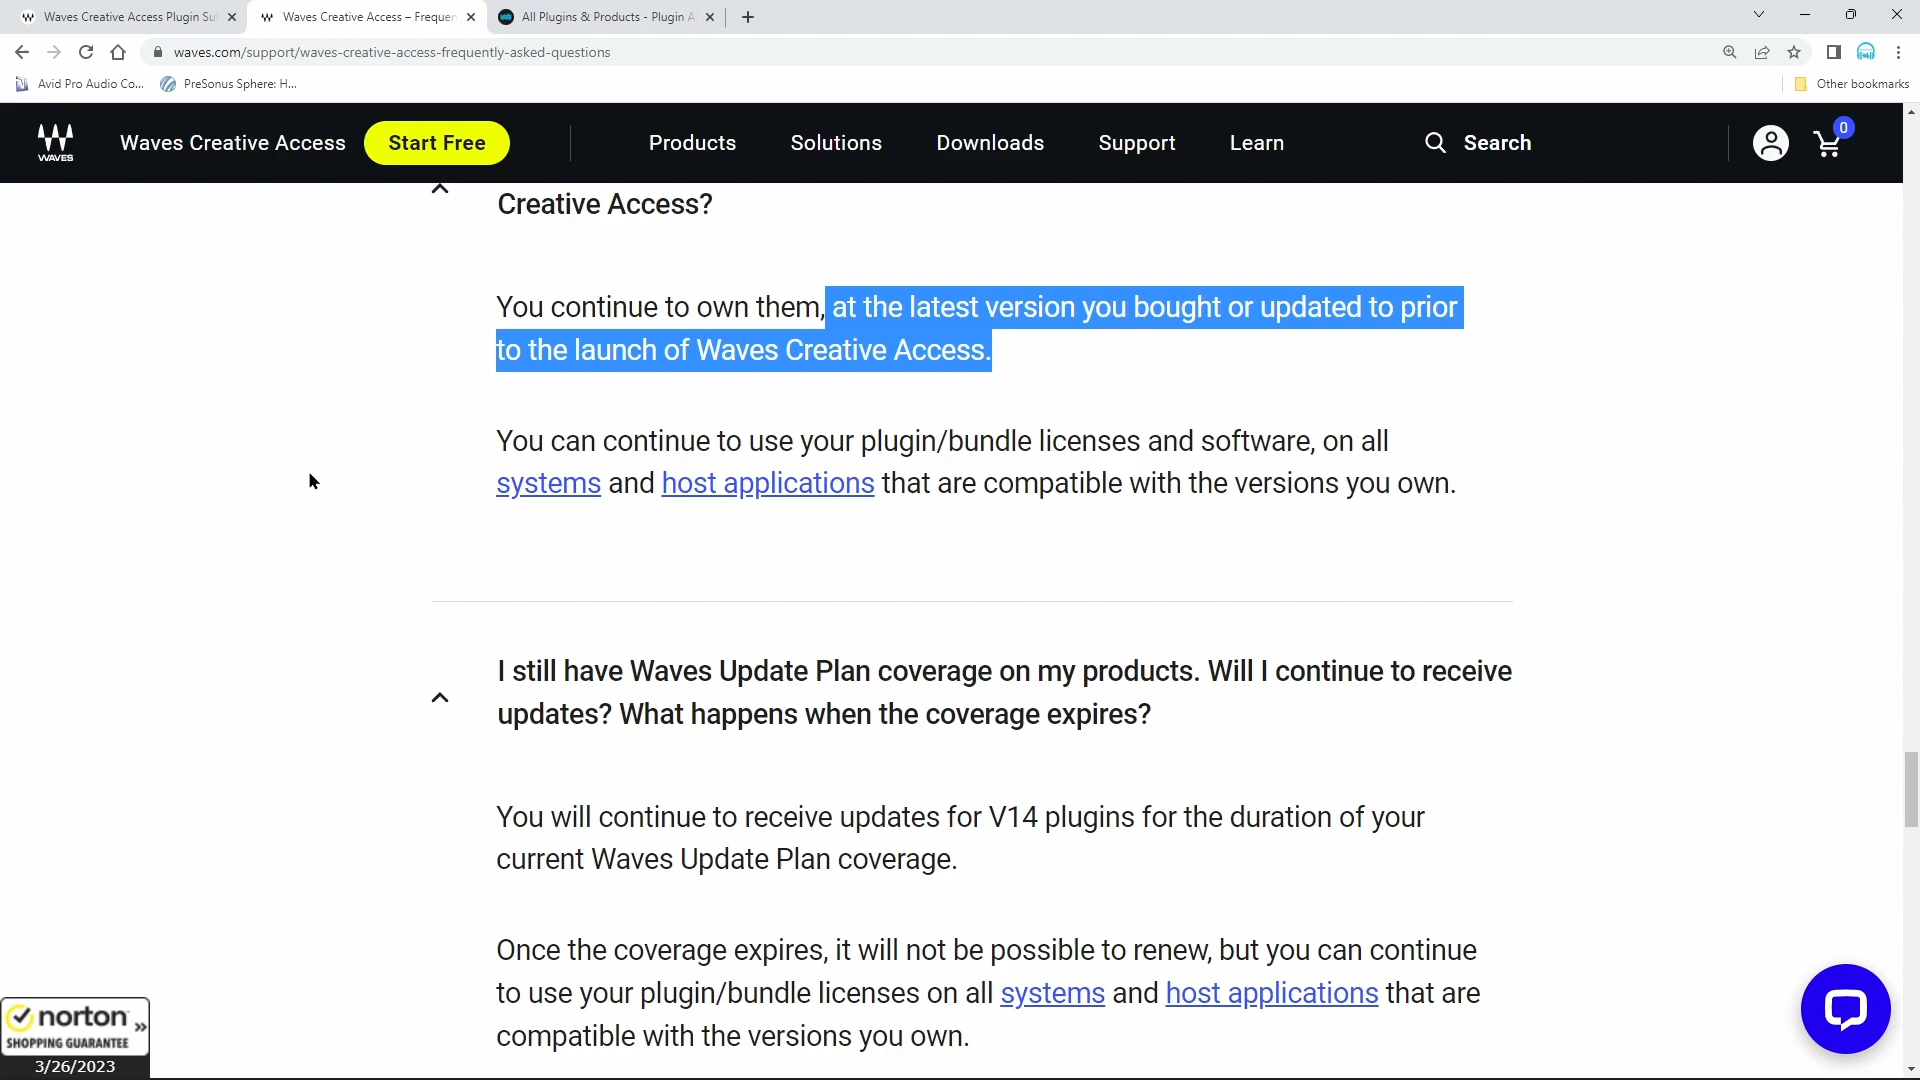 Waves Creative Access Plugin Su
Waves Creative Access – Frequen
All Plugins & Products - Plugin A
waves.com/support/waves-creative-access-frequently-asked-questions
Avid Pro Audio Co...
PreSonus Sphere: H...
Other bookmarks
WAVES
Waves Creative Access
Start Free
Products
Solutions
Downloads
Support
Learn
Search
0
Creative Access?
You continue to own them, at the latest version you bought or updated to prior
to the launch of Waves Creative Access.
You can continue to use your plugin/bundle licenses and software, on all
systems and host applications that are compatible with the versions you own.
I still have Waves Update Plan coverage on my products. Will I continue to receive
updates? What happens when the coverage expires?
You will continue to receive updates for V14 plugins for the duration of your
current Waves Update Plan coverage.
Once the coverage expires, it will not be possible to renew, but you can continue
to use your plugin/bundle licenses on all systems and host applications that are
compatible with the versions you own.
norton »
SHOPPING GUARANTEE
3/26/2023